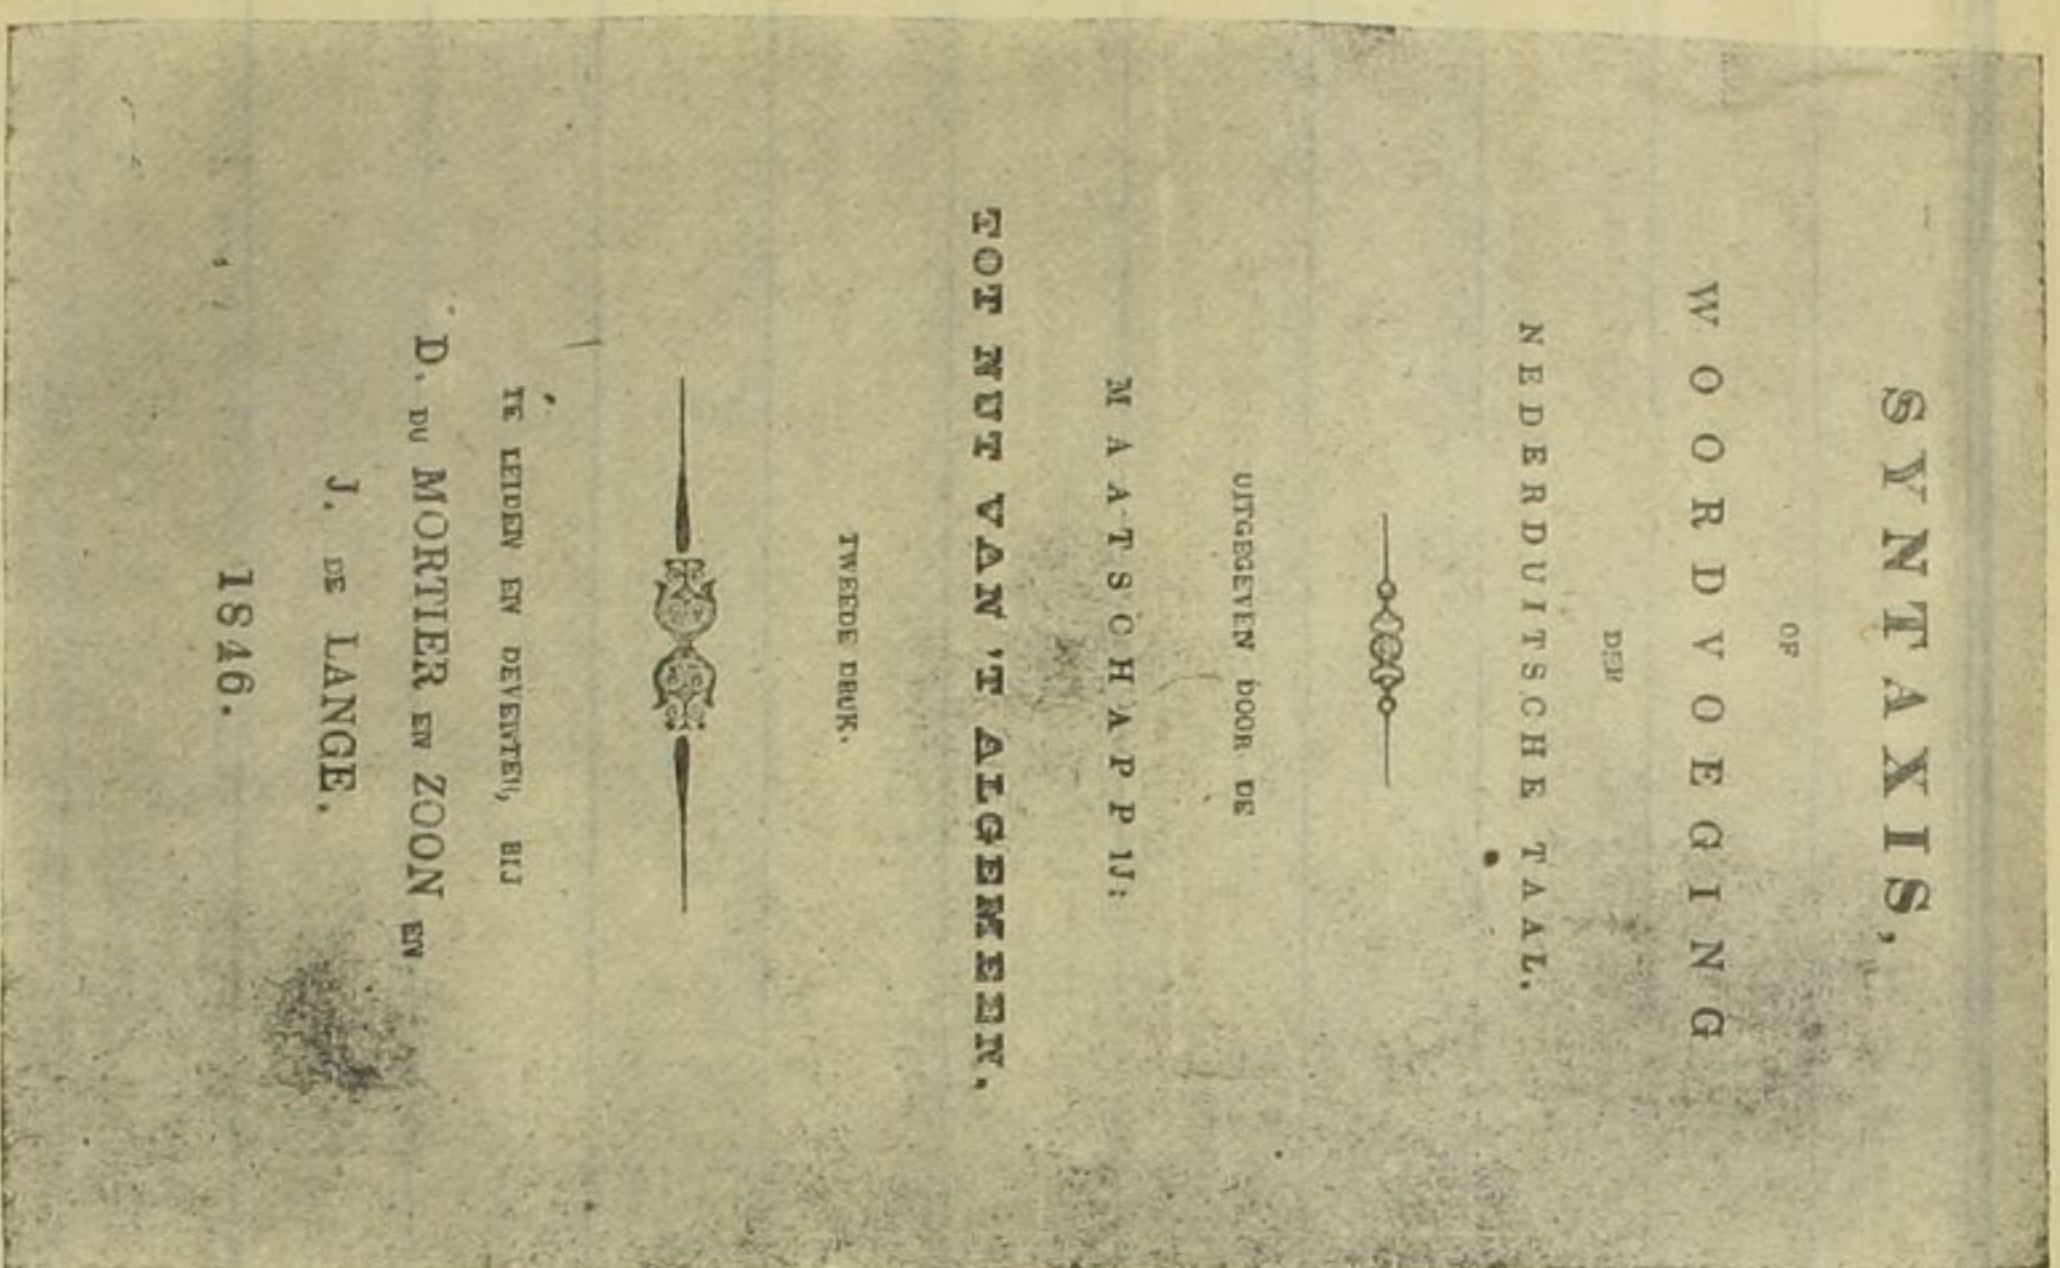 SYNTAXIS,
OF
WOORDVOEGING
DER
NEDERDUITSCHE TAAL.
UITGEGEVEN DOOR DE
MAATSCHAPPIJ:
TOT NUT VAN 'T ALGEMEEN.
TWEEDE DRUK.
TE LEIDEN EN DEVENTER, BIJ
D. DU MORTIER EN ZOON EN
J. DE LANGE.
1846.